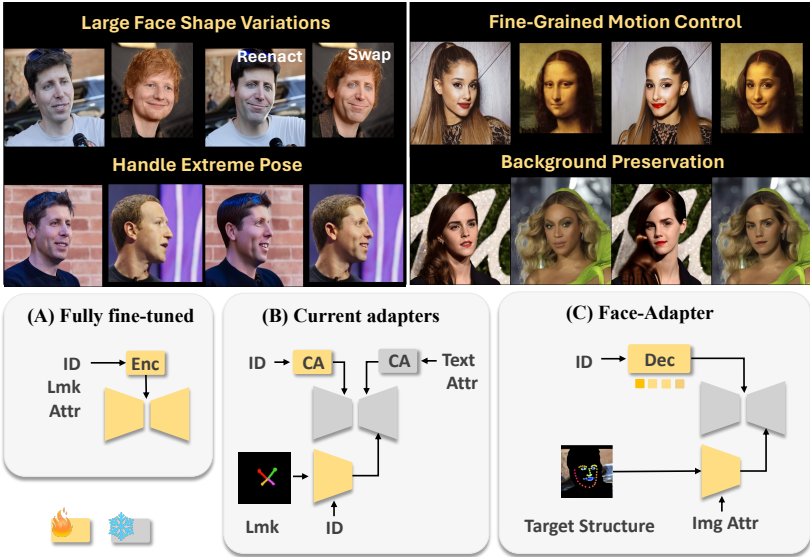 Large Face Shape Variations
Reenact
Swap
Handle Extreme Pose
Fine-Grained Motion Control
Background Preservation
(A) Fully fine-tuned
ID
Enc
Lmk
Attr
(B) Current adapters
ID
CA
CA
Text
Attr
Lmk
ID
(C) Face-Adapter
ID
Dec
Target Structure
Img Attr